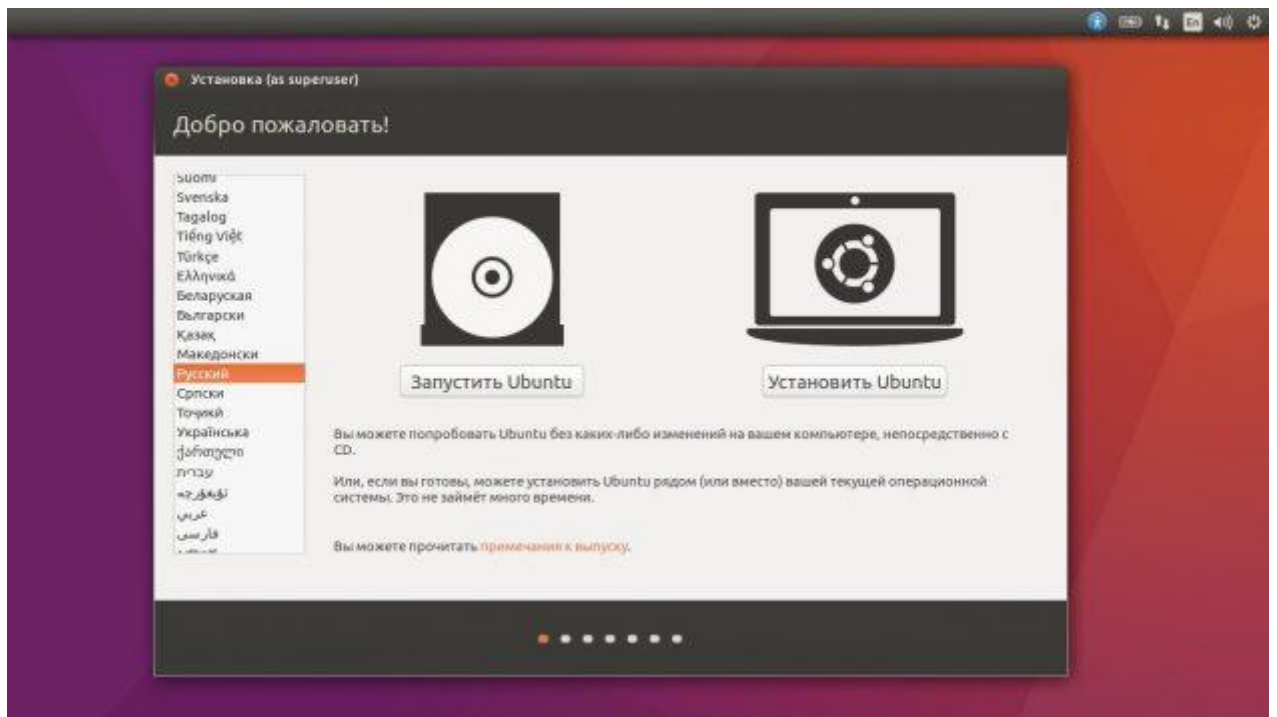 En
Установка (as superuser)
Добро пожаловать!
Suomi
Svenska
Tagalog
Tiếng Việt
Türkçe
Ελληνικά
Беларуская
Български
Қазақ
Македонски
Русский
Српски
Тоҷикӣ
Українська
ქართული
עברית
ئۇيغۇرچە
عربي
فارسی
Запустить Ubuntu
Установить Ubuntu
Вы можете попробовать Ubuntu без каких-либо изменений на вашем компьютере, непосредственно с
CD.
Или, если вы готовы, можете установить Ubuntu рядом (или вместо) вашей текущей операционной
системы. Это не займёт много времени.
Вы можете прочитать примечания к выпуску.